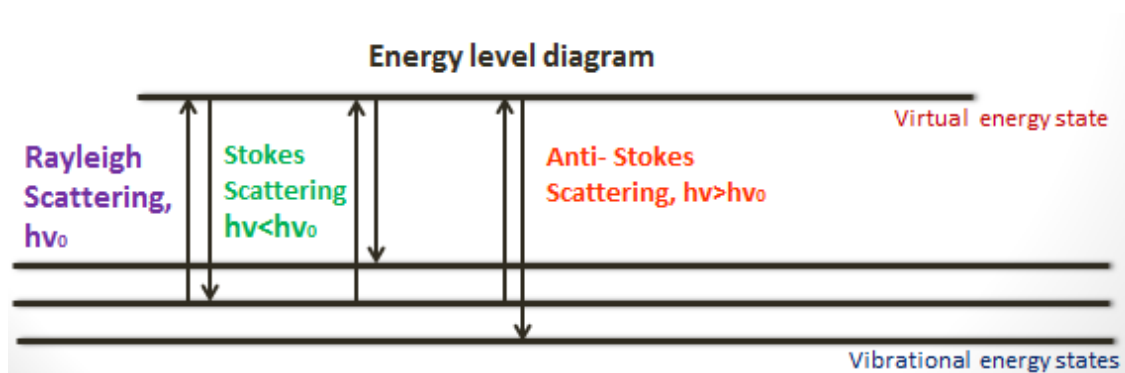 Energy level diagram
Virtual energy state
Rayleigh
Scattering,
hν₀
Stokes
Scattering
hν<hν₀
Anti- Stokes
Scattering, hν>hν₀
Vibrational energy states